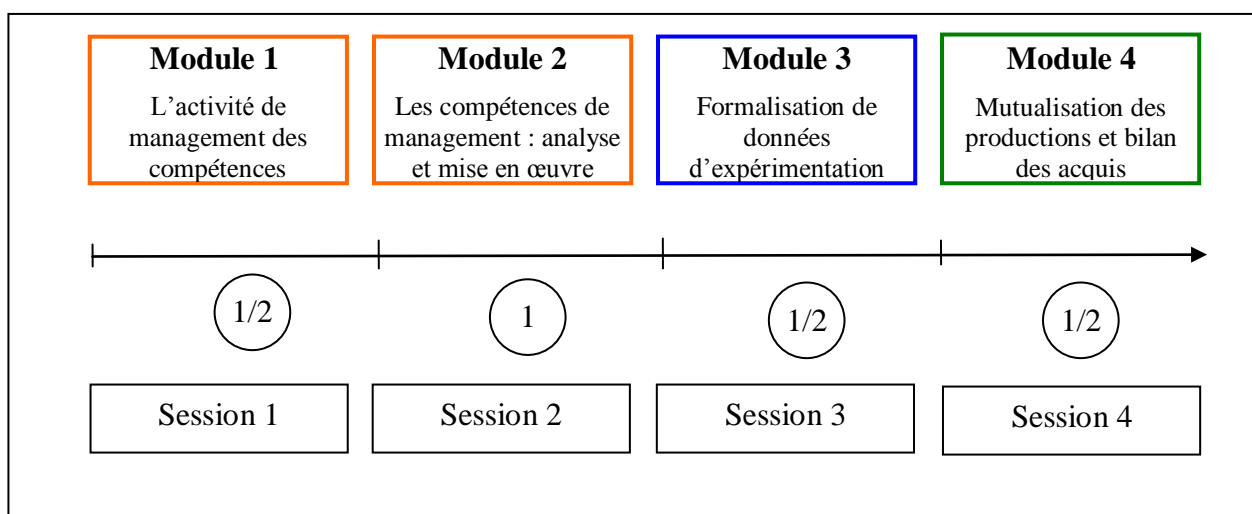 Module 1
L’activité de
management des
compétences
Module 2
Les compétences de
management : analyse
et mise en œuvre
Module 3
Formalisation de
données
d’expérimentation
Module 4
Mutualisation des
productions et bilan
des acquis
1/2
1
1/2
1/2
Session 1
Session 2
Session 3
Session 4